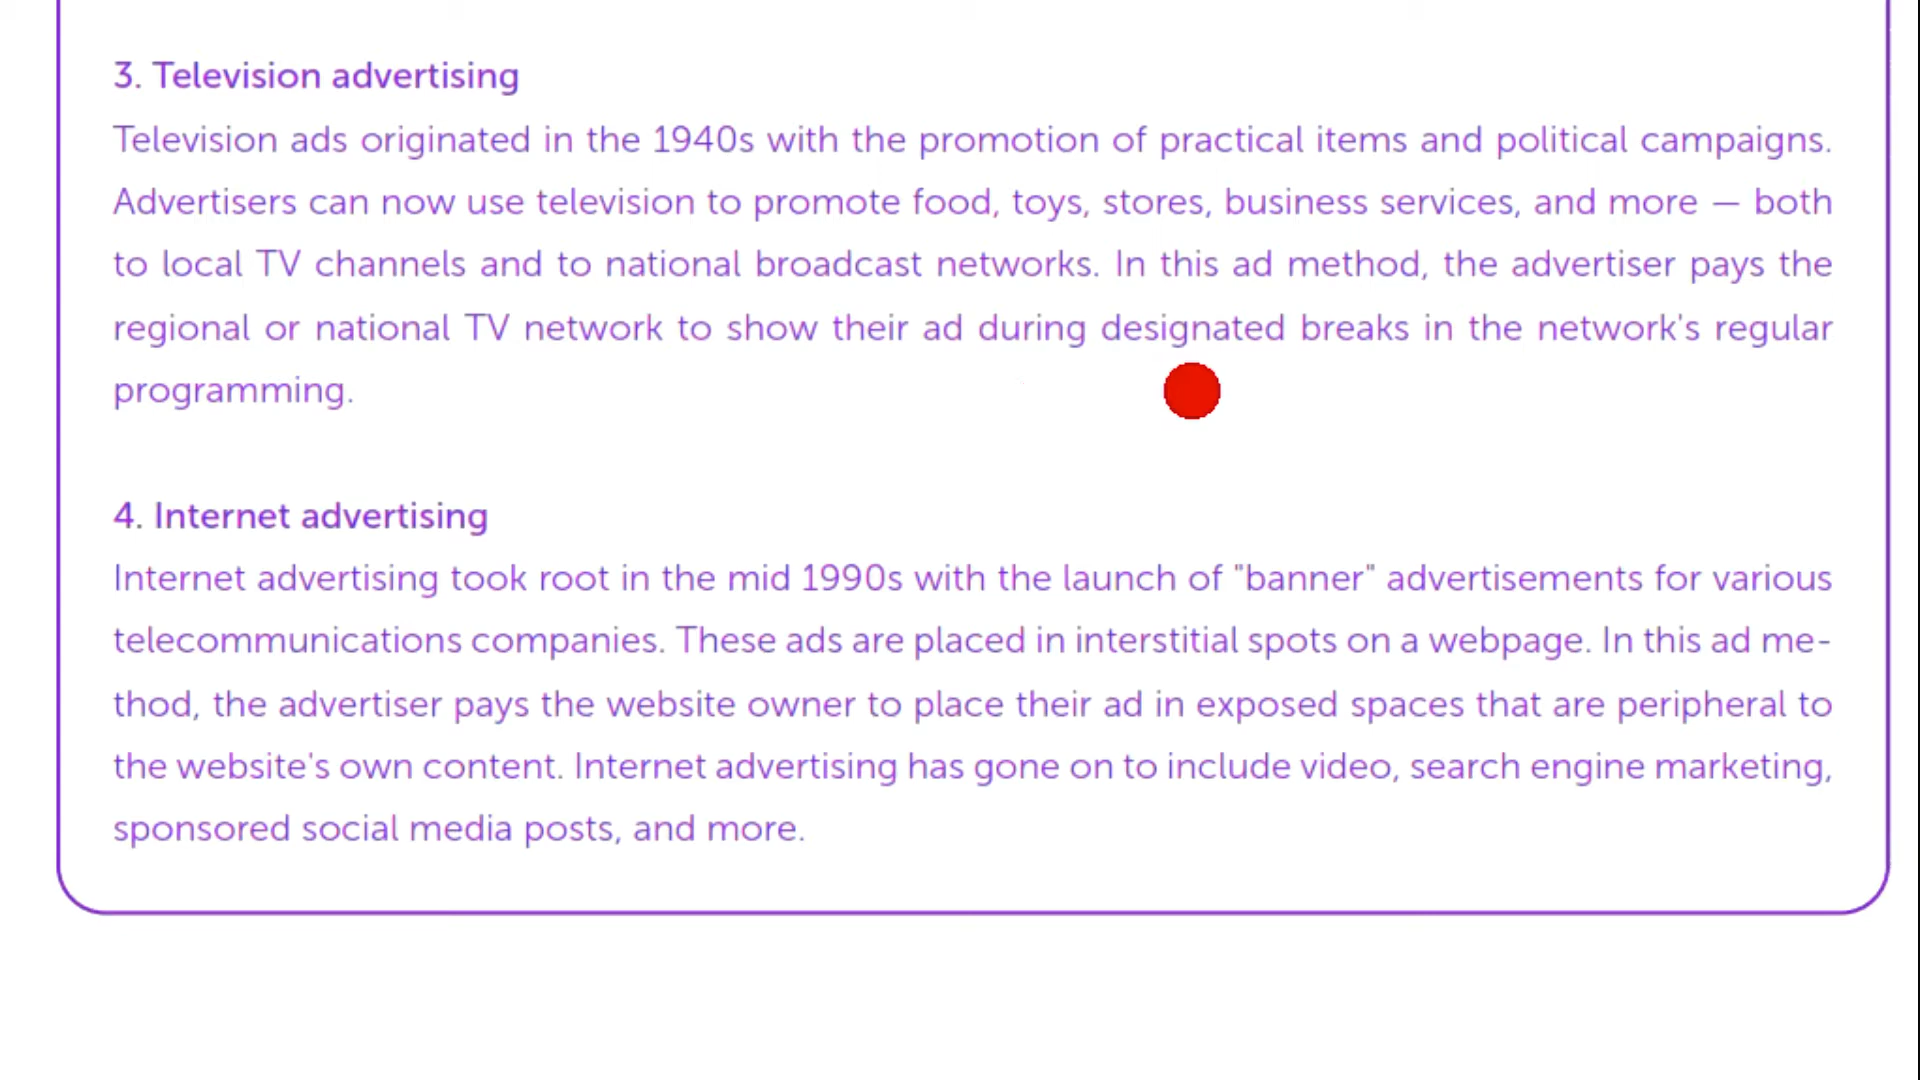 3. Television advertising
Television ads originated in the 1940s with the promotion of practical items and political campaigns.
Advertisers can now use television to promote food, toys, stores, business services, and more — both
to local TV channels and to national broadcast networks. In this ad method, the advertiser pays the
regional or national TV network to show their ad during designated breaks in the network's regular
programming.
4. Internet advertising
Internet advertising took root in the mid 1990s with the launch of "banner" advertisements for various
telecommunications companies. These ads are placed in interstitial spots on a webpage. In this ad me-
thod, the advertiser pays the website owner to place their ad in exposed spaces that are peripheral to
the website's own content. Internet advertising has gone on to include video, search engine marketing,
sponsored social media posts, and more.